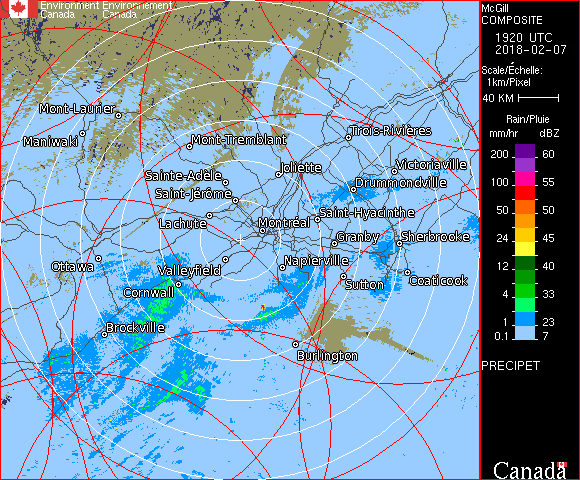 Environment Environnement
Canada Canada
McGill
COMPOSITE
1920 UTC
2018-02-07
Scale/Échelle:
1km/Pixel
40 KM
Rain/Pluie
mm/hr dBZ
200 60
100 55
50 50
24 45
12 40
4 33
1 23
0.1 7
PRECIPET
Canada
Mont-Laurier
Maniwaki
Mont-Tremblant
Trois-Rivières
Joliette
Victoriaville
Sainte-Adèle
Drummondville
Saint-Jérôme
Saint-Hyacinthe
Lachute
Montréal
Granby
Sherbrooke
Ottawa
Valleyfield
Napierville
Coaticook
Sutton
Cornwall
Brockville
Burlington